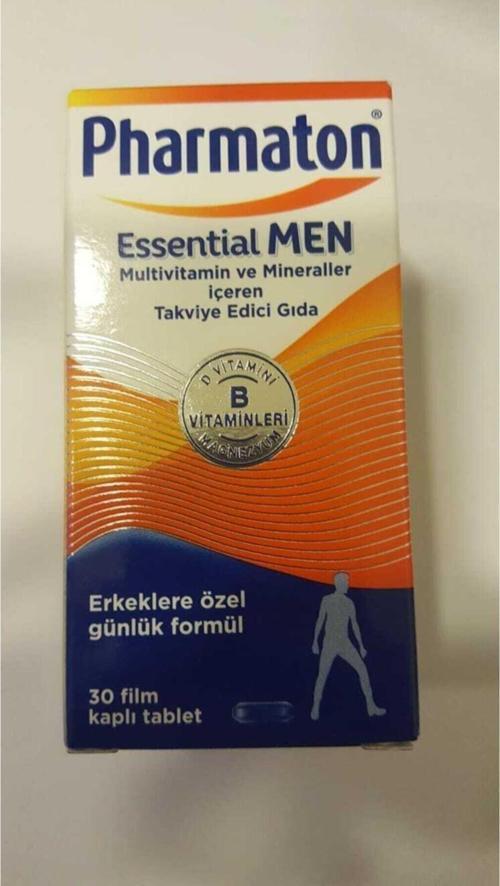 Pharmaton®
Essential MEN
Multivitamin ve Mineraller
içeren
Takviye Edici Gıda
D VİTAMİNİ
B
VİTAMİNLERİ
MAGNEZYUM
Erkeklere özel
günlük formül
30 film
kaplı tablet